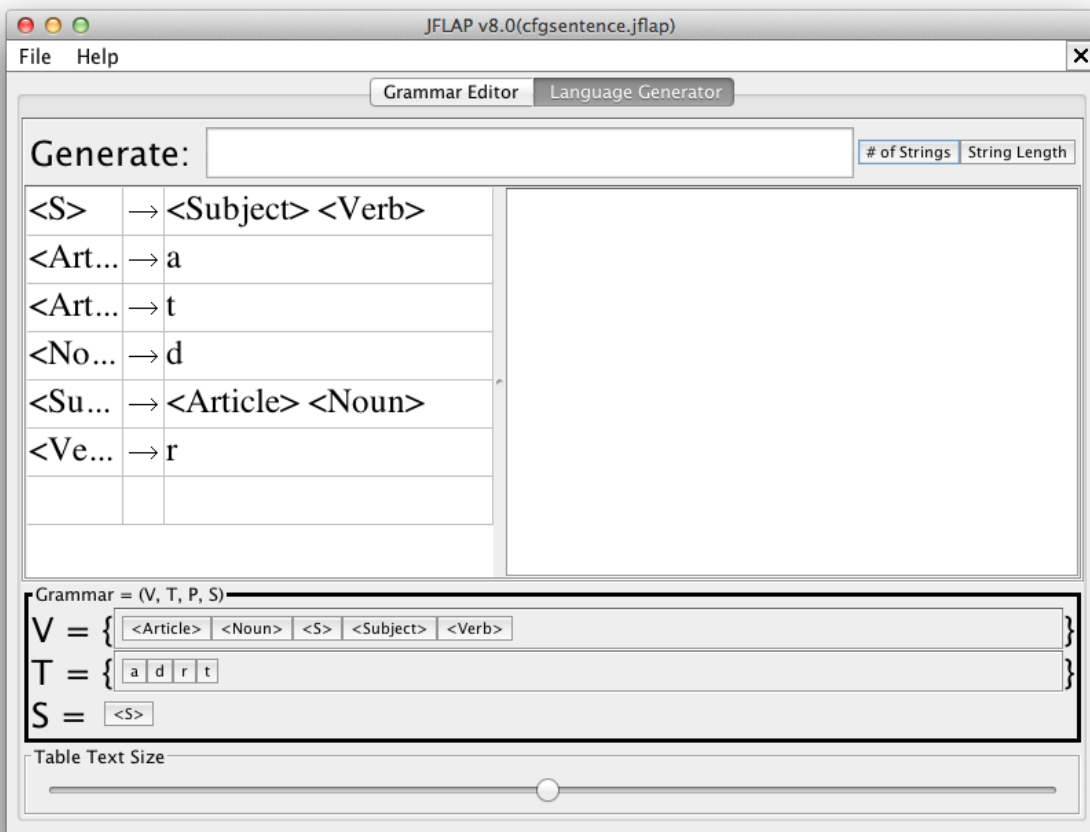 JFLAP v8.0(cfgsentence.jflap)
File Help
Grammar Editor Language Generator
Generate: # of Strings String Length
<S> → <Subject> <Verb>
<Art... → a
<Art... → t
<No... → d
<Su... → <Article> <Noun>
<Ve... → r
Grammar = (V, T, P, S)
V = { <Article> <Noun> <S> <Subject> <Verb> }
T = { a d r t }
S = <S>
Table Text Size